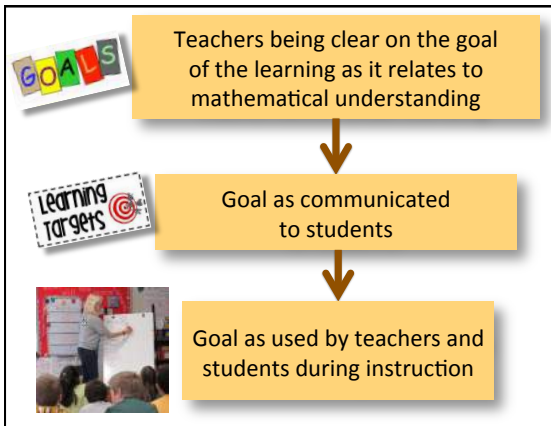 GOALS
Teachers being clear on the goal
of the learning as it relates to
mathematical understanding
Learning
Targets
Goal as communicated
to students
Goal as used by teachers and
students during instruction